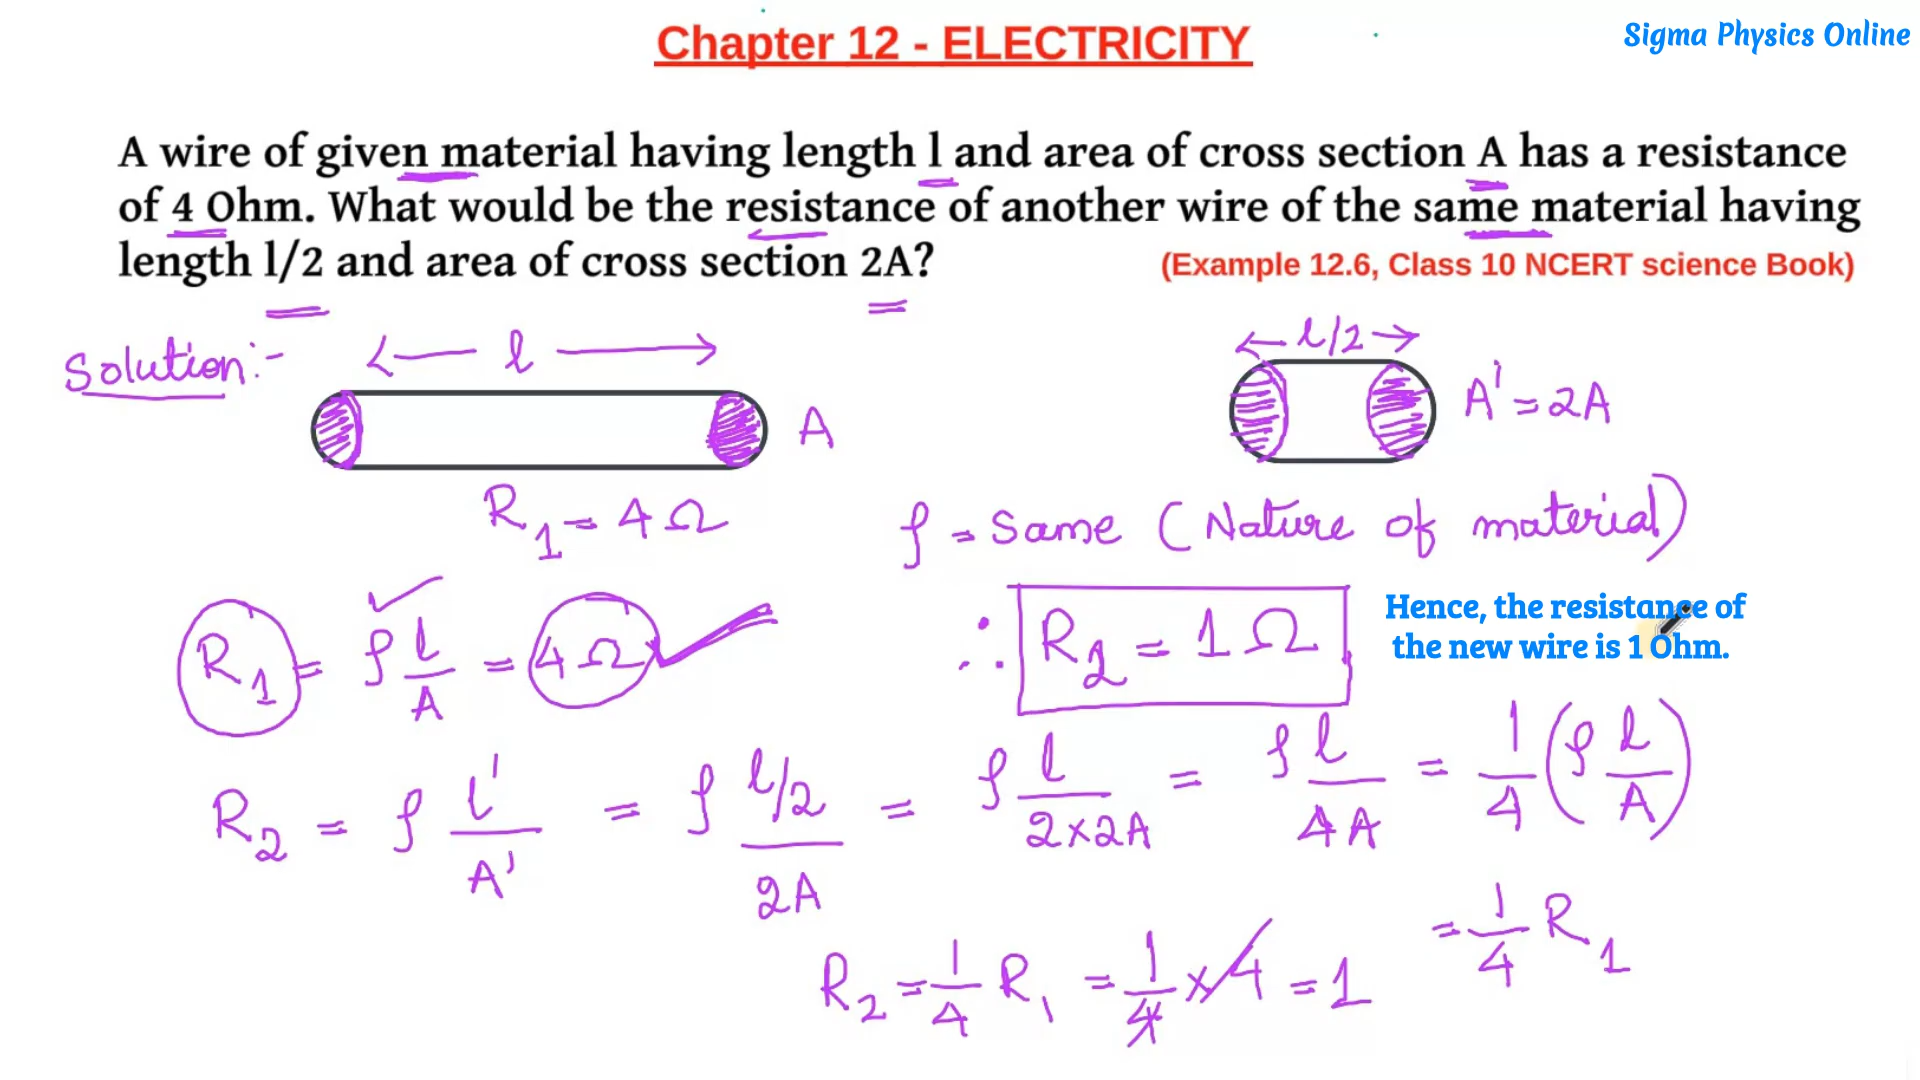 Chapter 12 - ELECTRICITY
Sigma Physics Online
A wire of given material having length l and area of cross section A has a resistance
of 4 Ohm. What would be the resistance of another wire of the same material having
length l/2 and area of cross section 2A?
(Example 12.6, Class 10 NCERT science Book)
Solution:-
l
A
R₁ = 4 Ω
l/2
A' = 2A
ρ = Same (Nature of material)
R₁ = ρ l/A = 4 Ω
∴ R₂ = 1 Ω
Hence, the resistance of
the new wire is 1 Ohm.
R₂ = ρ l'/A' = ρ (l/2)/2A = ρ l/(2×2A) = ρ l/4A = 1/4 (ρ l/A)
= 1/4 R₁
R₂ = 1/4 R₁ = 1/4 × 4 = 1